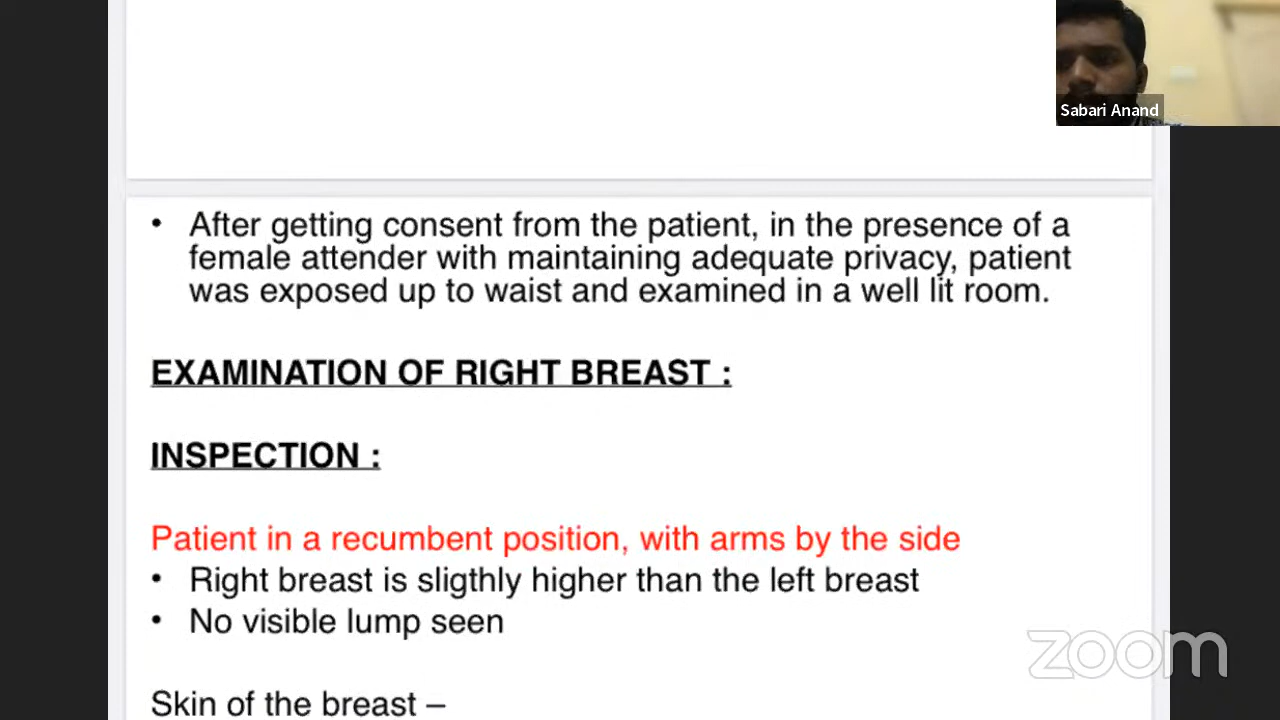 Sabari Anand
• After getting consent from the patient, in the presence of a
female attender with maintaining adequate privacy, patient
was exposed up to waist and examined in a well lit room.
EXAMINATION OF RIGHT BREAST :
INSPECTION :
Patient in a recumbent position, with arms by the side
• Right breast is sligthly higher than the left breast
• No visible lump seen
zoom
Skin of the breast –